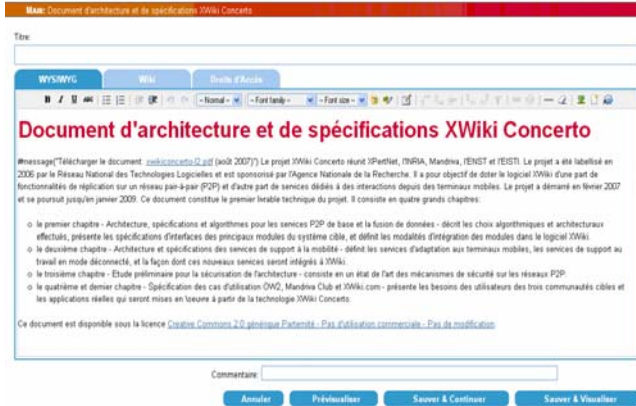 MAIN: Document d'architecture et de spécifications XWiki Concerto
Titre:
WYSIWYG Wiki Droits d'Accès
B I U ABC - Normal - - Font family - - Font size -
Document d'architecture et de spécifications XWiki Concerto
#message("Télécharger le document: xwikiconcerto-l2.pdf (août 2007)") Le projet XWiki Concerto réunit XPertNet, l'INRIA, Mandriva, l'ENST et l'EISTI. Le projet a été labellisé en
2006 par le Réseau National des Technologies Logicielles et est sponsorisé par l'Agence Nationale de la Recherche. Il a pour objectif de doter le logiciel XWiki d'une part de
fonctionnalités de réplication sur un réseau pair-à-pair (P2P) et d'autre part de services dédiés à des interactions depuis des terminaux mobiles. Le projet a démarré en février 2007
et se poursuit jusqu'en janvier 2009. Ce document constitue le premier livrable technique du projet. Il consiste en quatre grands chapitres:
o le premier chapitre - Architecture, spécifications et algorithmes pour les services P2P de base et la fusion de données - décrit les choix algorithmiques et architecturaux
effectués, présente les spécifications d'interfaces des principaux modules du système cible, et définit les modalités d'intégration des modules dans le logiciel XWiki.
o le deuxième chapitre - Architecture et spécifications des services de support à la mobilité - définit les services d'adaptation aux terminaux mobiles, les services de support au
travail en mode déconnecté, et la façon dont ces nouveaux services seront intégrés à XWiki.
o le troisième chapitre - Etude préliminaire pour la sécurisation de l'architecture - consiste en un état de l'art des mécanismes de sécurité sur les réseaux P2P.
o le quatrième et dernier chapitre - Spécification des cas d'utilisation OW2, Mandriva Club et XWiki.com - présente les besoins des utilisateurs des trois communautés cibles et
les applications réelles qui seront mises en \oeuvre à partir de la technologie XWiki Concerto.
Ce document est disponible sous la licence Creative Commons 2.0 générique Paternité - Pas d'utilisation commerciale - Pas de modification.
Commentaire:
Annuler Prévisualiser Sauver & Continuer Sauver & Visualiser